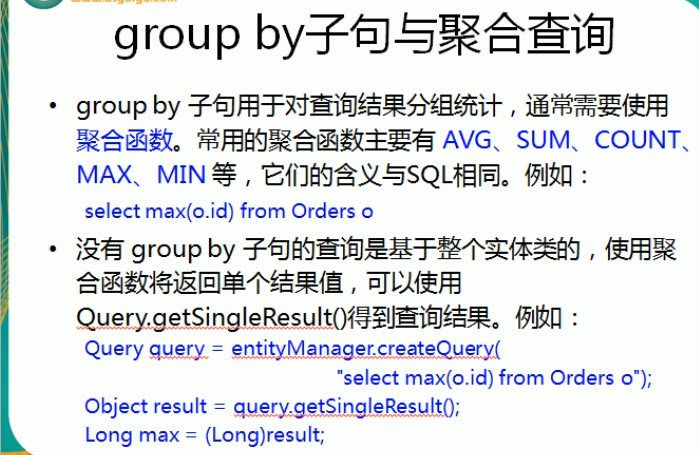 group by子句与聚合查询
• group by 子句用于对查询结果分组统计，通常需要使用
聚合函数。常用的聚合函数主要有 AVG、SUM、COUNT、
MAX、MIN 等，它们的含义与SQL相同。例如：
select max(o.id) from Orders o
• 没有 group by 子句的查询是基于整个实体类的，使用聚
合函数将返回单个结果值，可以使用
Query.getSingleResult()得到查询结果。例如：
Query query = entityManager.createQuery(
"select max(o.id) from Orders o");
Object result = query.getSingleResult();
Long max = (Long)result;